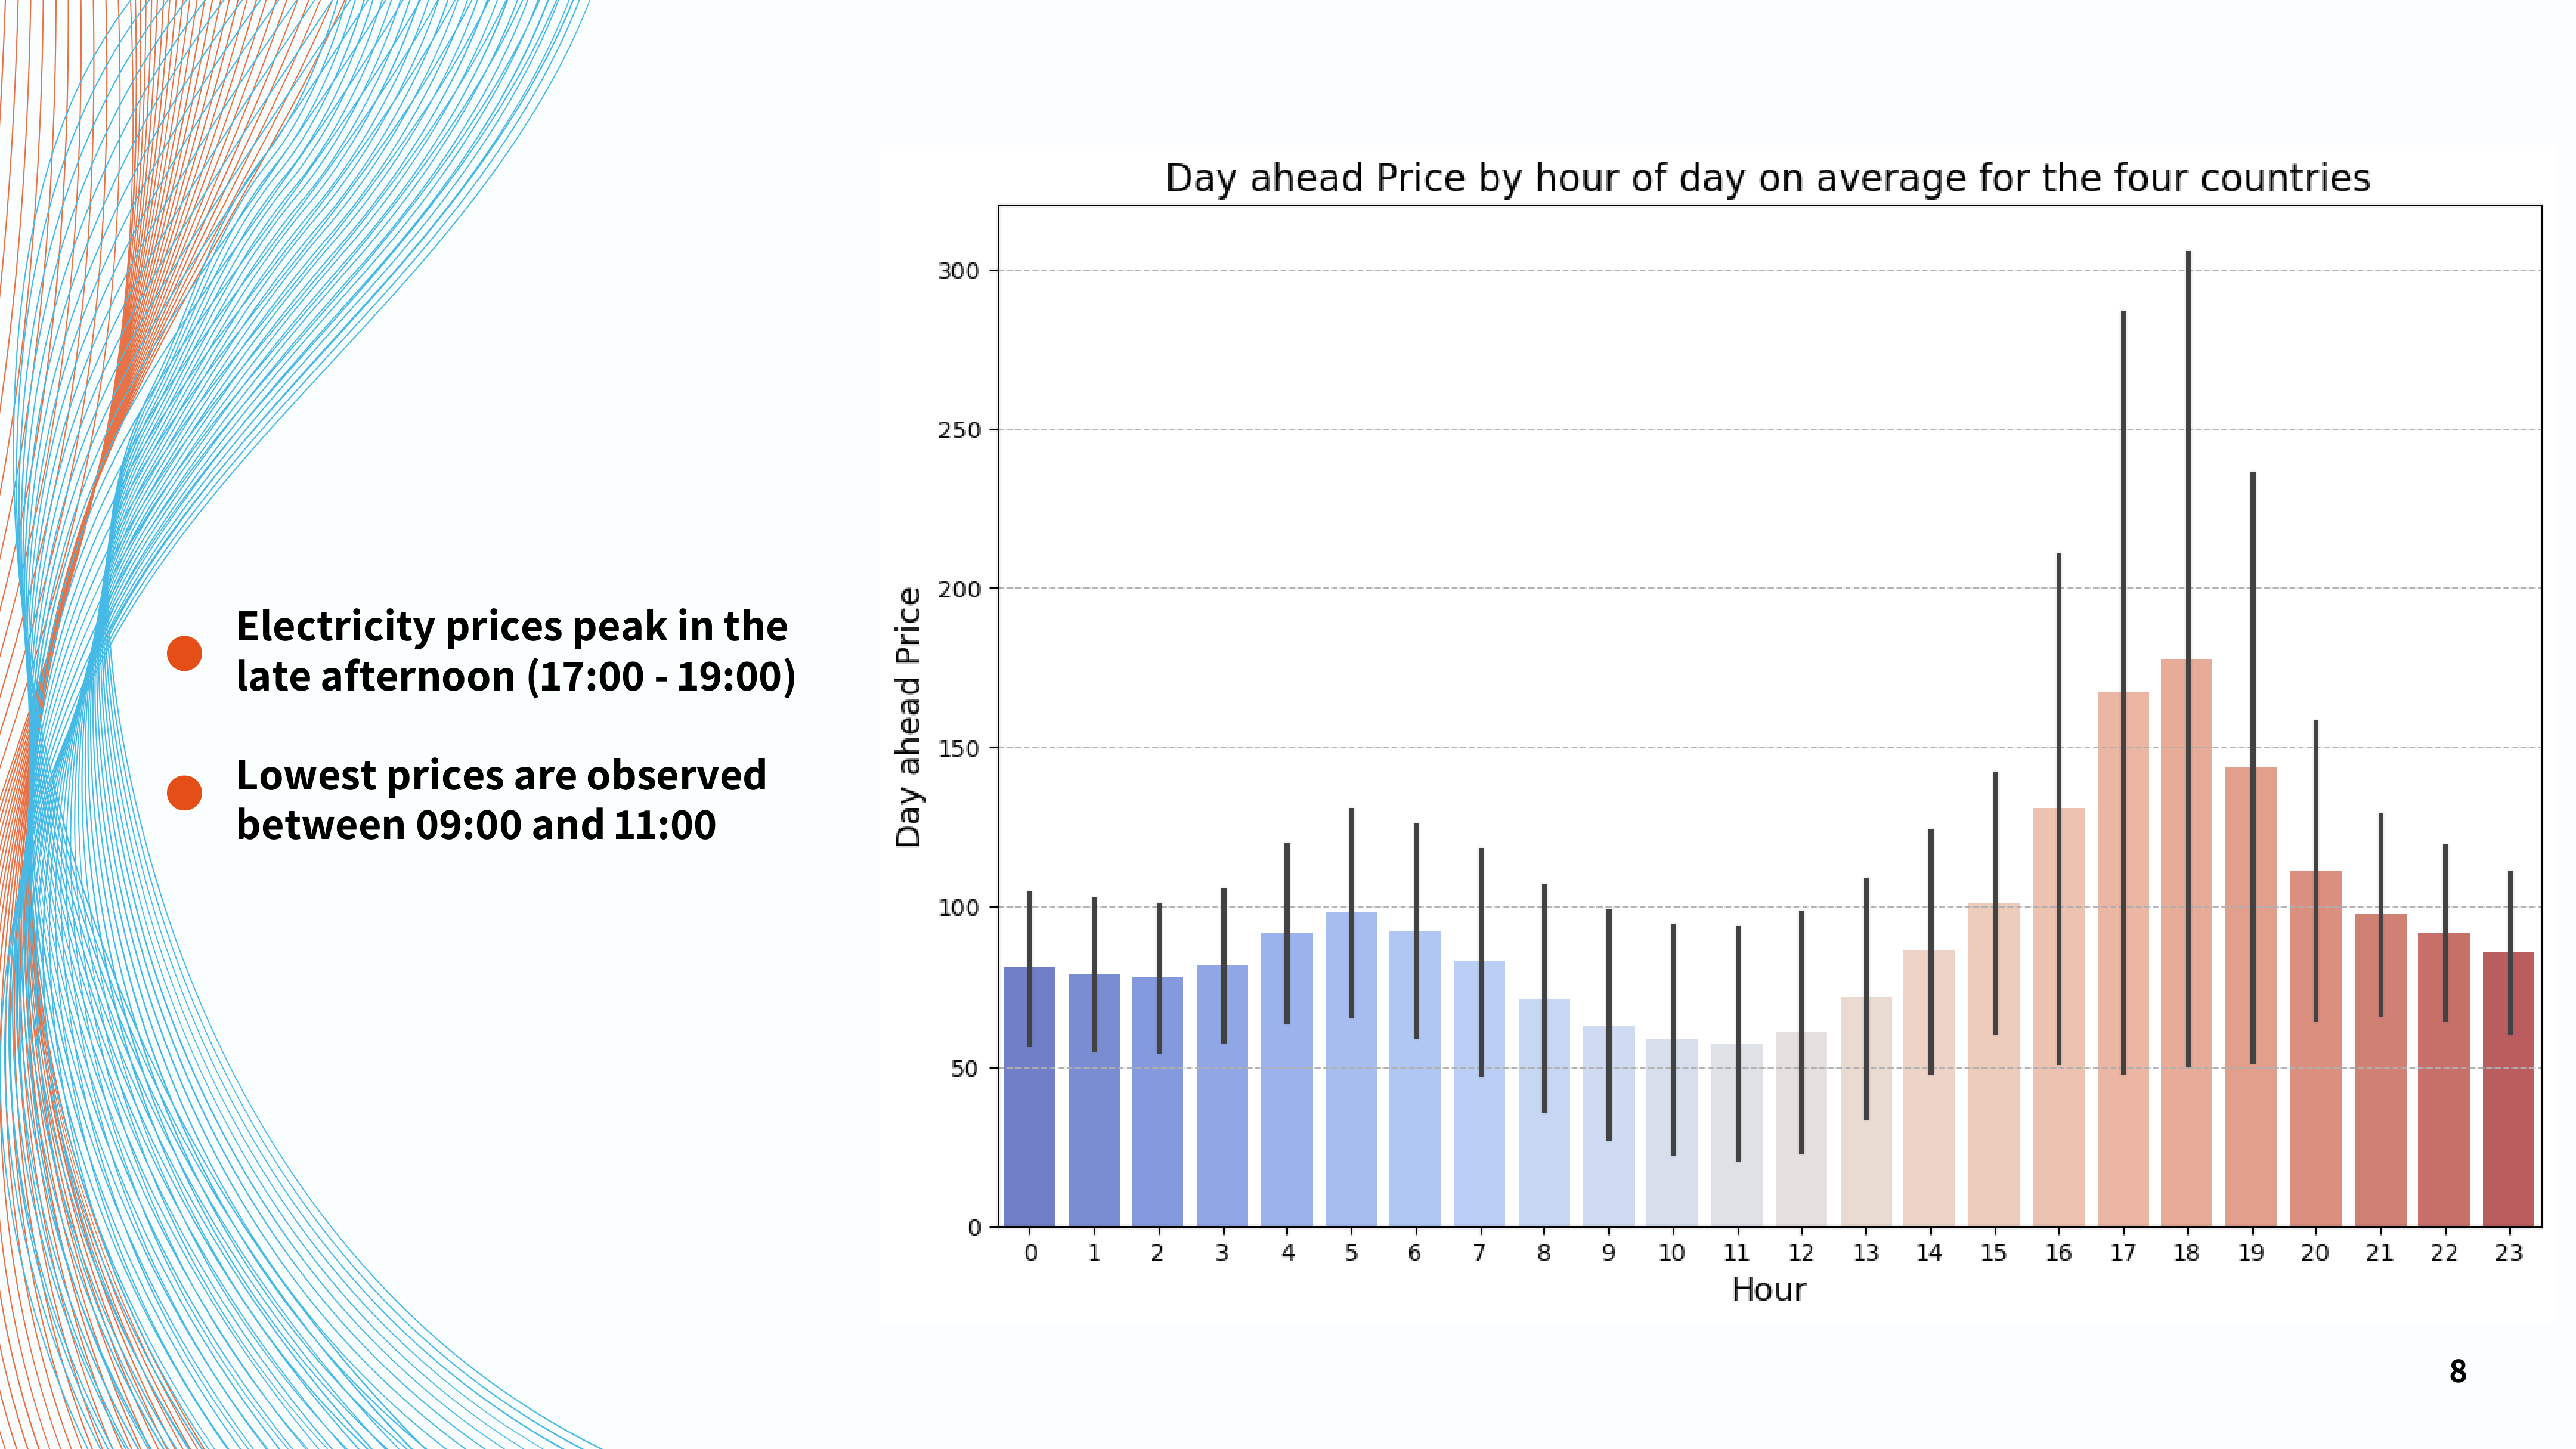 Electricity prices peak in the
late afternoon (17:00 - 19:00)
Lowest prices are observed
between 09:00 and 11:00
Day ahead Price by hour of day on average for the four countries
Day ahead Price
300
250
200
150
100
50
0
0 1 2 3 4 5 6 7 8 9 10 11 12 13 14 15 16 17 18 19 20 21 22 23
Hour
8